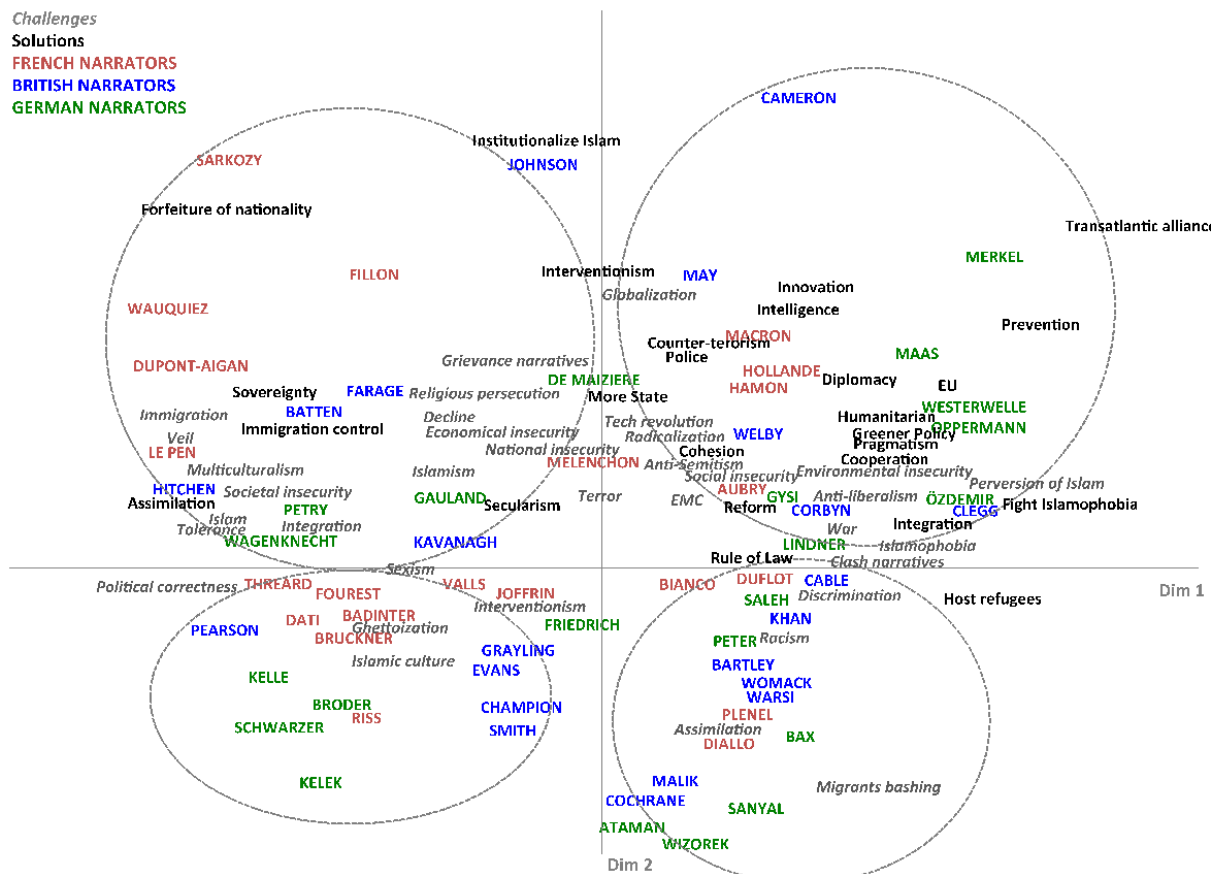 Challenges
Solutions
FRENCH NARRATORS
BRITISH NARRATORS
GERMAN NARRATORS
CAMERON
Institutionalize Islam
SARKOZY
JOHNSON
Forfeiture of nationality
Transatlantic alliance
MERKEL
FILLON
Interventionism
MAY
Innovation
Globalization
WAUQUIEZ
Intelligence
Prevention
MACRON
Counter-terorism
Police
MAAS
Grievance narratives
DUPONT-AIGAN
HOLLANDE
DE MAIZIERE
Diplomacy
HAMON
EU
Sovereignty
FARAGE
Religious persecution
More State
WESTERWELLE
Immigration
BATTEN
Decline
Humanitarian
Tech revolution
OPPERMANN
Immigration control
Economical insecurity
Radicalization
WELBY
Greener Policy
Veil
Pragmatism
LE PEN
National insecurity
Cohesion
Cooperation
MELENCHON
Anti-Semitism
Multiculturalism
Islamism
Social insecurity
Environmental insecurity
Perversion of Islam
HITCHEN
Societal insecurity
AUBRY
Assimilation
GAULAND
Secularism
Terror
EMC
GYSI
Anti-liberalism
ÖZDEMIR
Fight Islamophobia
PETRY
Reform
CORBYN
CLEGG
Islam
Integration
Tolerance
War
Integration
WAGENKNECHT
KAVANAGH
LINDNER
Islamophobia
Rule of Law
Clash narratives
Sexism
Political correctness
THREARD
VALLS
BIANCO
DUFLOT
CABLE
Dim 1
FOUREST
JOFFRIN
SALEH
Discrimination
Host refugees
Interventionism
DATI
BADINTER
KHAN
PEARSON
Ghettoization
FRIEDRICH
BRUCKNER
PETER
Racism
GRAYLING
Islamic culture
EVANS
BARTLEY
KELLE
WOMACK
WARSI
BRODER
CHAMPION
RISS
PLENEL
SCHWARZER
SMITH
Assimilation
BAX
DIALLO
KELEK
MALIK
Migrants bashing
COCHRANE
SANYAL
ATAMAN
WIZOREK
Dim 2